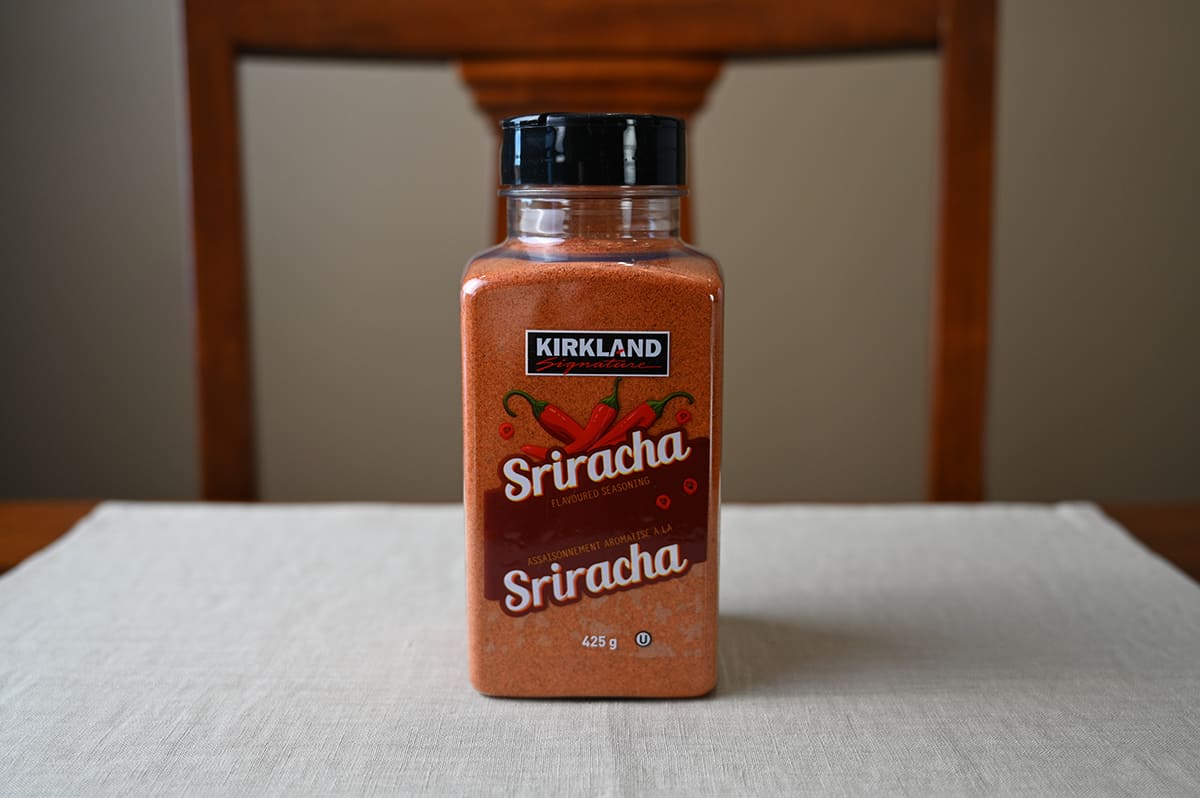 KIRKLAND
Signature
Sriracha
FLAVOURED SEASONING
ASSAISONNEMENT AROMATISÉ À LA
Sriracha
425 g
U